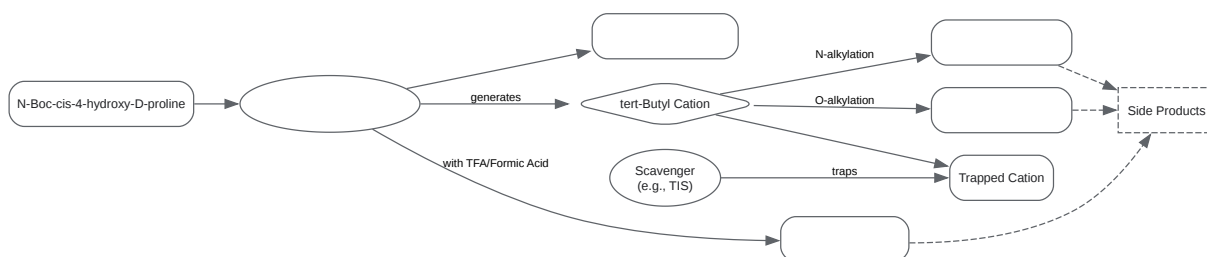 N-Boc-cis-4-hydroxy-D-proline
generates
with TFA/Formic Acid
tert-Butyl Cation
N-alkylation
O-alkylation
Scavenger
(e.g., TIS)
traps
Trapped Cation
Side Products